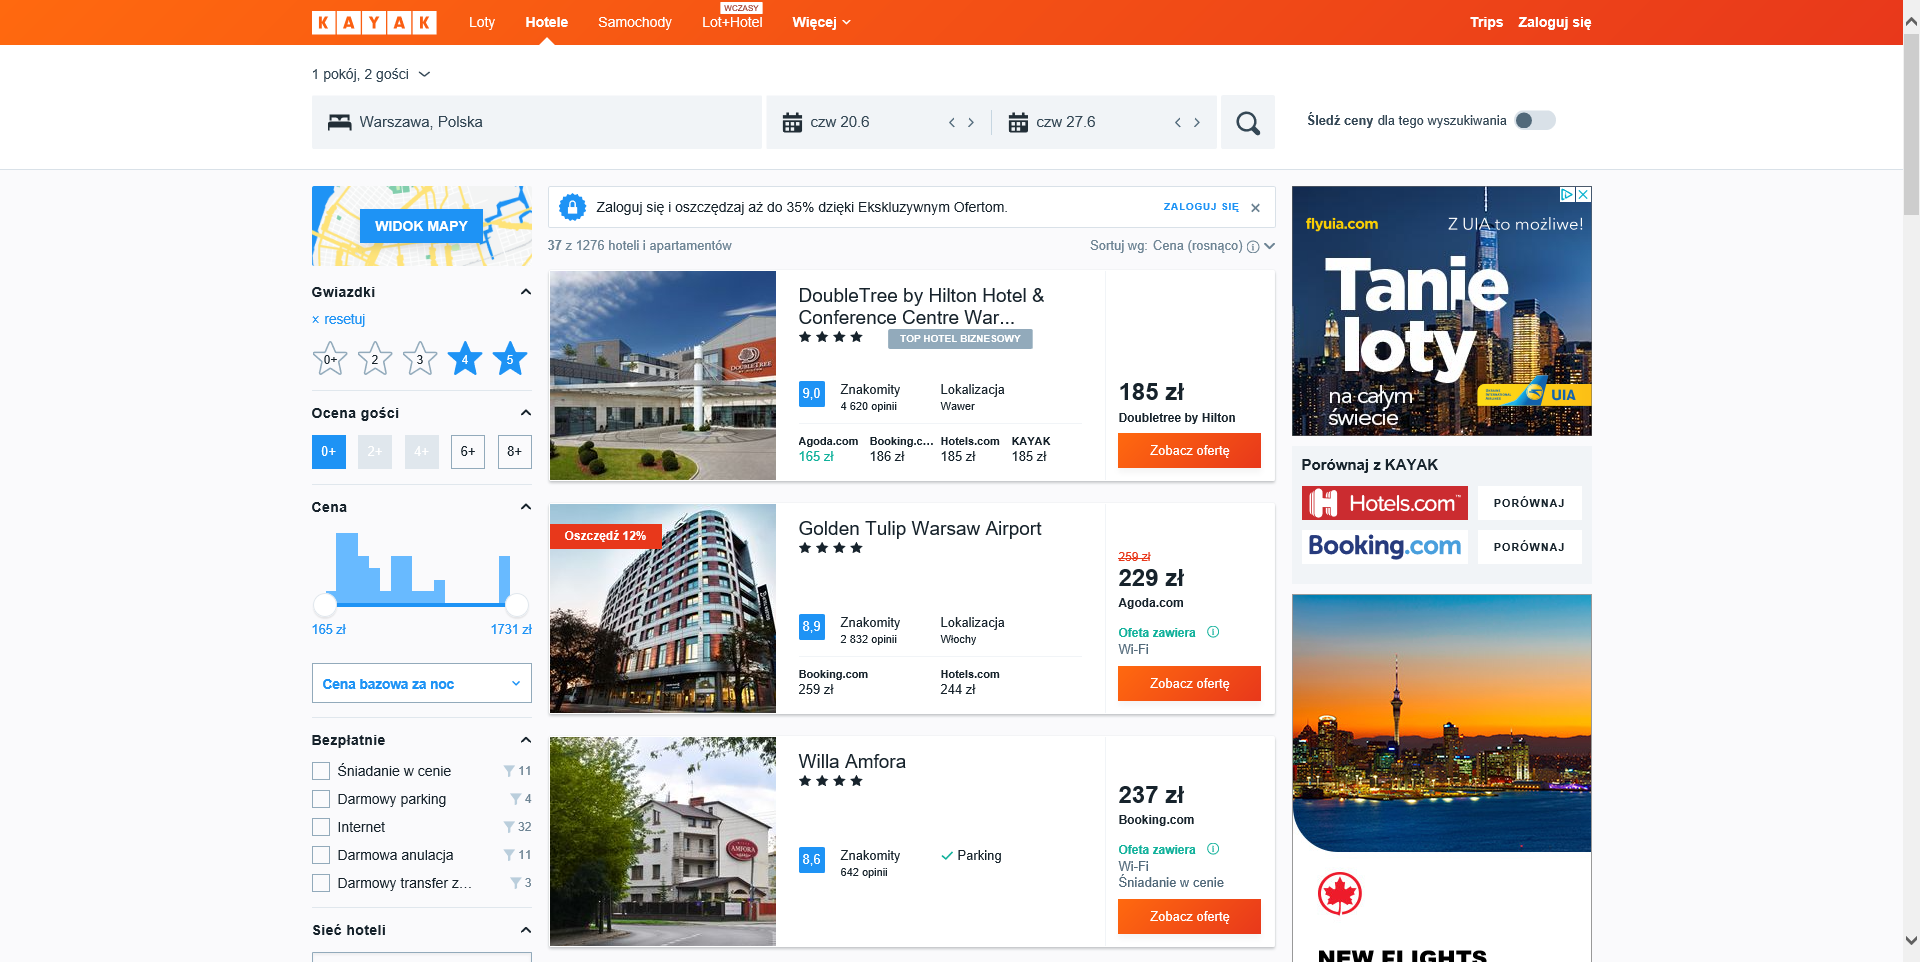 KAYAK
Loty
Hotele
Samochody
WCZASY
Lot+Hotel
Więcej
Trips
Zaloguj się
1 pokój, 2 gości
Warszawa, Polska
czw 20.6
czw 27.6
Śledź ceny dla tego wyszukiwania
WIDOK MAPY
Gwiazdki
× resetuj
0+ 2 3 4 5
Ocena gości
0+ 2+ 4+ 6+ 8+
Cena
165 zł 1731 zł
Cena bazowa za noc
Bezpłatnie
Śniadanie w cenie 11
Darmowy parking 4
Internet 32
Darmowa anulacja 11
Darmowy transfer z... 3
Sieć hoteli
Zaloguj się i oszczędzaj aż do 35% dzięki Ekskluzywnym Ofertom.
ZALOGUJ SIĘ
37 z 1276 hoteli i apartamentów
Sortuj wg: Cena (rosnąco)
DOUBLETREE
DoubleTree by Hilton Hotel &
Conference Centre War...
TOP HOTEL BIZNESOWY
9,0
Znakomity
4 620 opinii
Lokalizacja
Wawer
Agoda.com Booking.c... Hotels.com KAYAK
165 zł 186 zł 185 zł 185 zł
185 zł
Doubletree by Hilton
Zobacz ofertę
Oszczędź 12%
Golden Tulip Warsaw Airport
8,9
Znakomity
2 832 opinii
Lokalizacja
Włochy
Booking.com Hotels.com
259 zł 244 zł
259 zł
229 zł
Agoda.com
Ofeta zawiera
Wi-Fi
Zobacz ofertę
AMFORA
Willa Amfora
8,6
Znakomity
642 opinii
Parking
237 zł
Booking.com
Ofeta zawiera
Wi-Fi
Śniadanie w cenie
Zobacz ofertę
flyuia.com
Z UIA to możliwe!
Tanie
loty
na całym
świecie
UIA
Porównaj z KAYAK
Hotels.com
PORÓWNAJ
Booking.com
PORÓWNAJ
NEW FLIGHTS